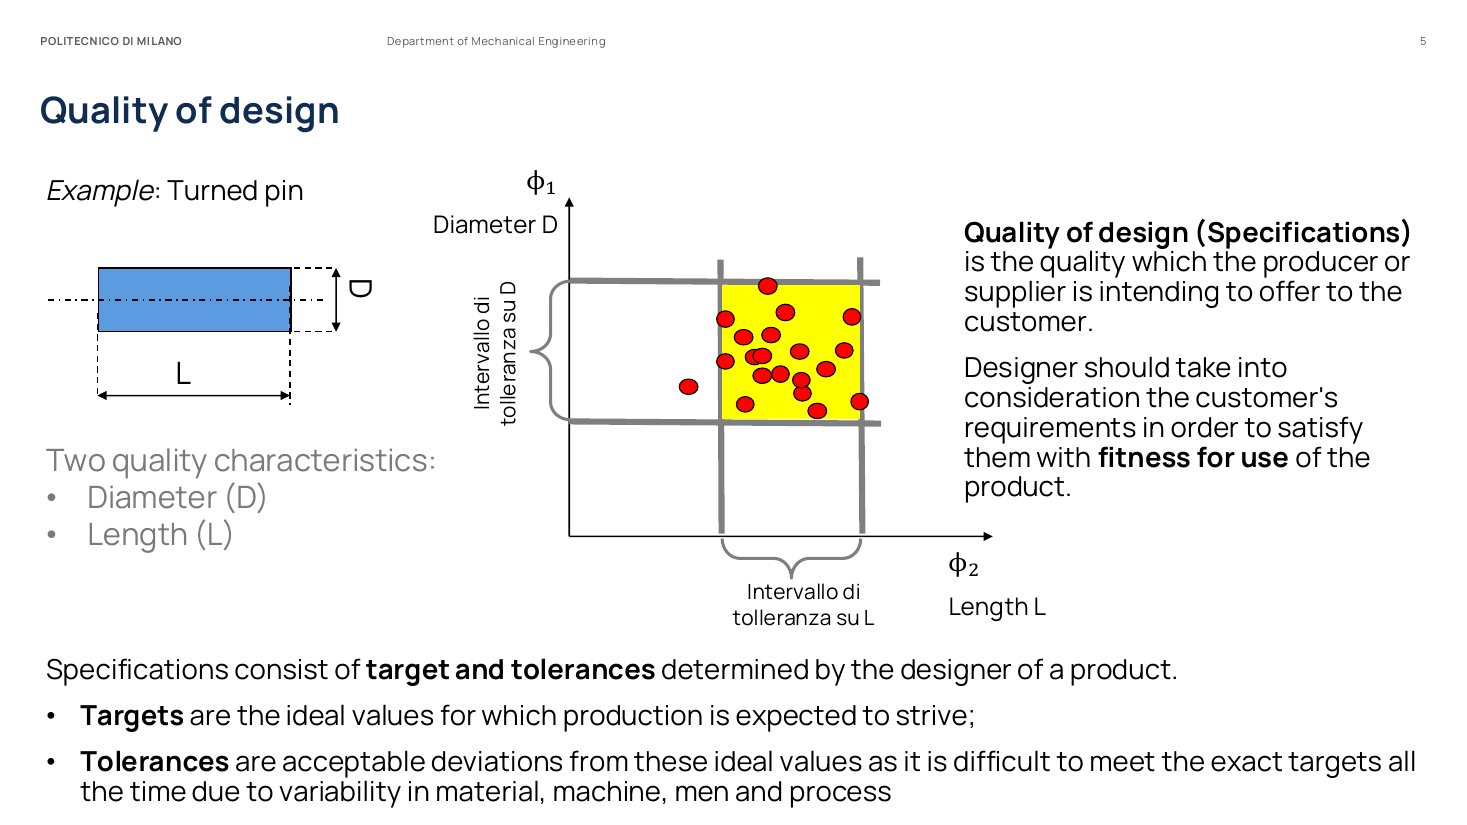 POLITECNICO DI MILANO
Department of Mechanical Engineering
5
Quality of design
Example: Turned pin
D
L
Two quality characteristics:
• Diameter (D)
• Length (L)
ϕ₁
Diameter D
Intervallo di
tolleranza su D
Intervallo di
tolleranza su L
ϕ₂
Length L
Quality of design (Specifications)
is the quality which the producer or
supplier is intending to offer to the
customer.
Designer should take into
consideration the customer's
requirements in order to satisfy
them with fitness for use of the
product.
Specifications consist of target and tolerances determined by the designer of a product.
• Targets are the ideal values for which production is expected to strive;
• Tolerances are acceptable deviations from these ideal values as it is difficult to meet the exact targets all
the time due to variability in material, machine, men and process